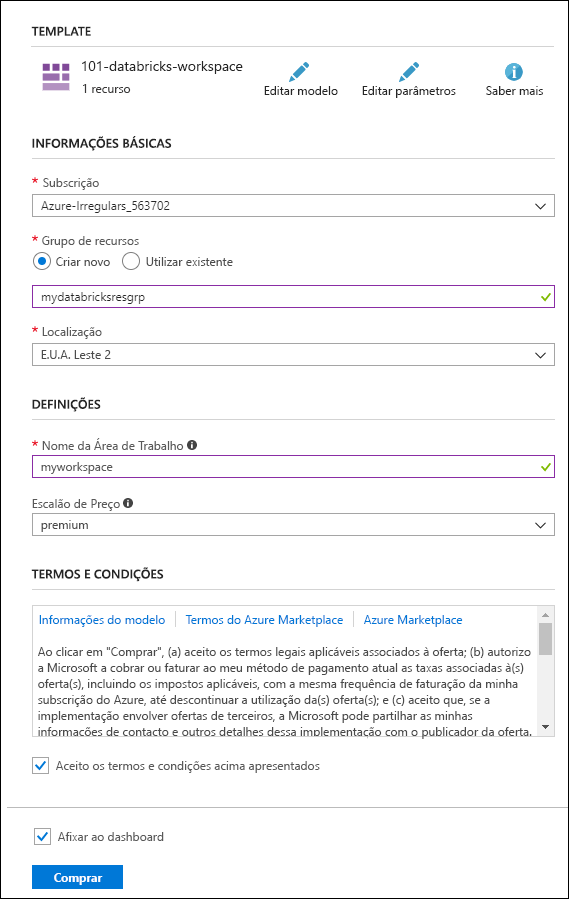 TEMPLATE
101-databricks-workspace
1 recurso
Editar modelo
Editar parâmetros
Saber mais
INFORMAÇÕES BÁSICAS
* Subscrição
Azure-Irregulars_563702
* Grupo de recursos
Criar novo
Utilizar existente
mydatabricksresgrp
* Localização
E.U.A. Leste 2
DEFINIÇÕES
* Nome da Área de Trabalho
myworkspace
Escalão de Preço
premium
TERMOS E CONDIÇÕES
Informações do modelo | Termos do Azure Marketplace | Azure Marketplace
Ao clicar em "Comprar", (a) aceito os termos legais aplicáveis associados à oferta; (b) autorizo
a Microsoft a cobrar ou faturar ao meu método de pagamento atual as taxas associadas à(s)
oferta(s), incluindo os impostos aplicáveis, com a mesma frequência de faturação da minha
subscrição do Azure, até descontinuar a utilização da(s) oferta(s); e (c) aceito que, se a
implementação envolver ofertas de terceiros, a Microsoft pode partilhar as minhas
informações de contacto e outros detalhes dessa implementação com o publicador da oferta.
Aceito os termos e condições acima apresentados
Afixar ao dashboard
Comprar